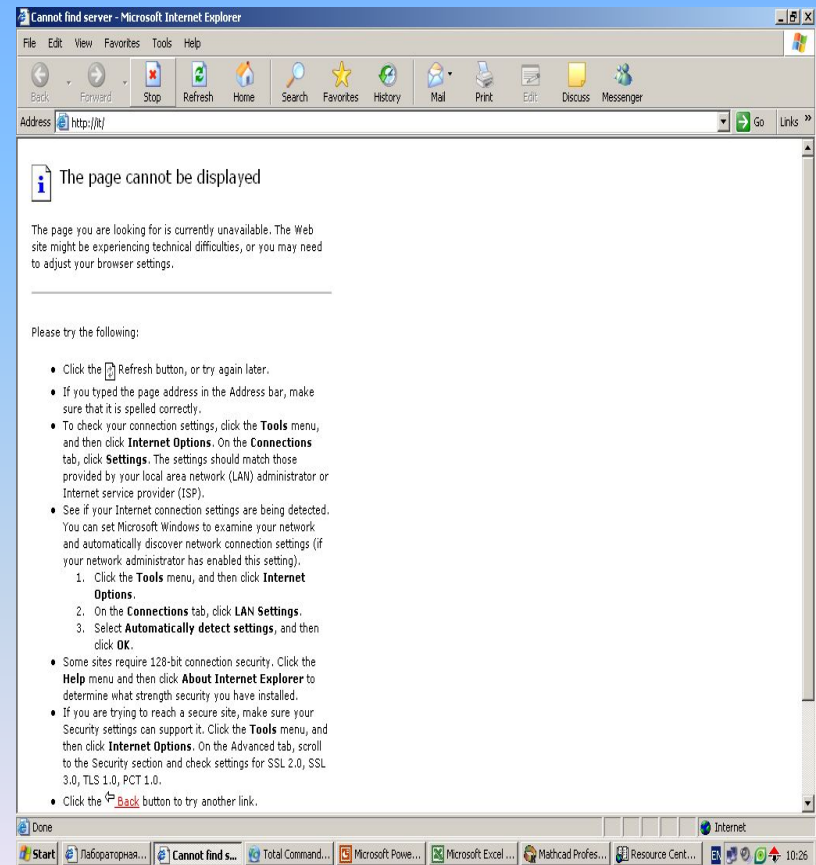 Cannot find server - Microsoft Internet Explorer
File Edit View Favorites Tools Help
Back Forward Stop Refresh Home Search Favorites History Mail Print Edit Discuss Messenger
Address http://lt/ Go Links »
The page cannot be displayed
The page you are looking for is currently unavailable. The Web
site might be experiencing technical difficulties, or you may need
to adjust your browser settings.
Please try the following:
• Click the Refresh button, or try again later.
• If you typed the page address in the Address bar, make
sure that it is spelled correctly.
• To check your connection settings, click the Tools menu,
and then click Internet Options. On the Connections
tab, click Settings. The settings should match those
provided by your local area network (LAN) administrator or
Internet service provider (ISP).
• See if your Internet connection settings are being detected.
You can set Microsoft Windows to examine your network
and automatically discover network connection settings (if
your network administrator has enabled this setting).
1. Click the Tools menu, and then click Internet
Options.
2. On the Connections tab, click LAN Settings.
3. Select Automatically detect settings, and then
click OK.
• Some sites require 128-bit connection security. Click the
Help menu and then click About Internet Explorer to
determine what strength security you have installed.
• If you are trying to reach a secure site, make sure your
Security settings can support it. Click the Tools menu, and
then click Internet Options. On the Advanced tab, scroll
to the Security section and check settings for SSL 2.0, SSL
3.0, TLS 1.0, PCT 1.0.
• Click the Back button to try another link.
Done Internet
Start Лабораторная... Cannot find s... Total Command... Microsoft Powe... Microsoft Excel ... Mathcad Profes... Resource Cent... EN 10:26